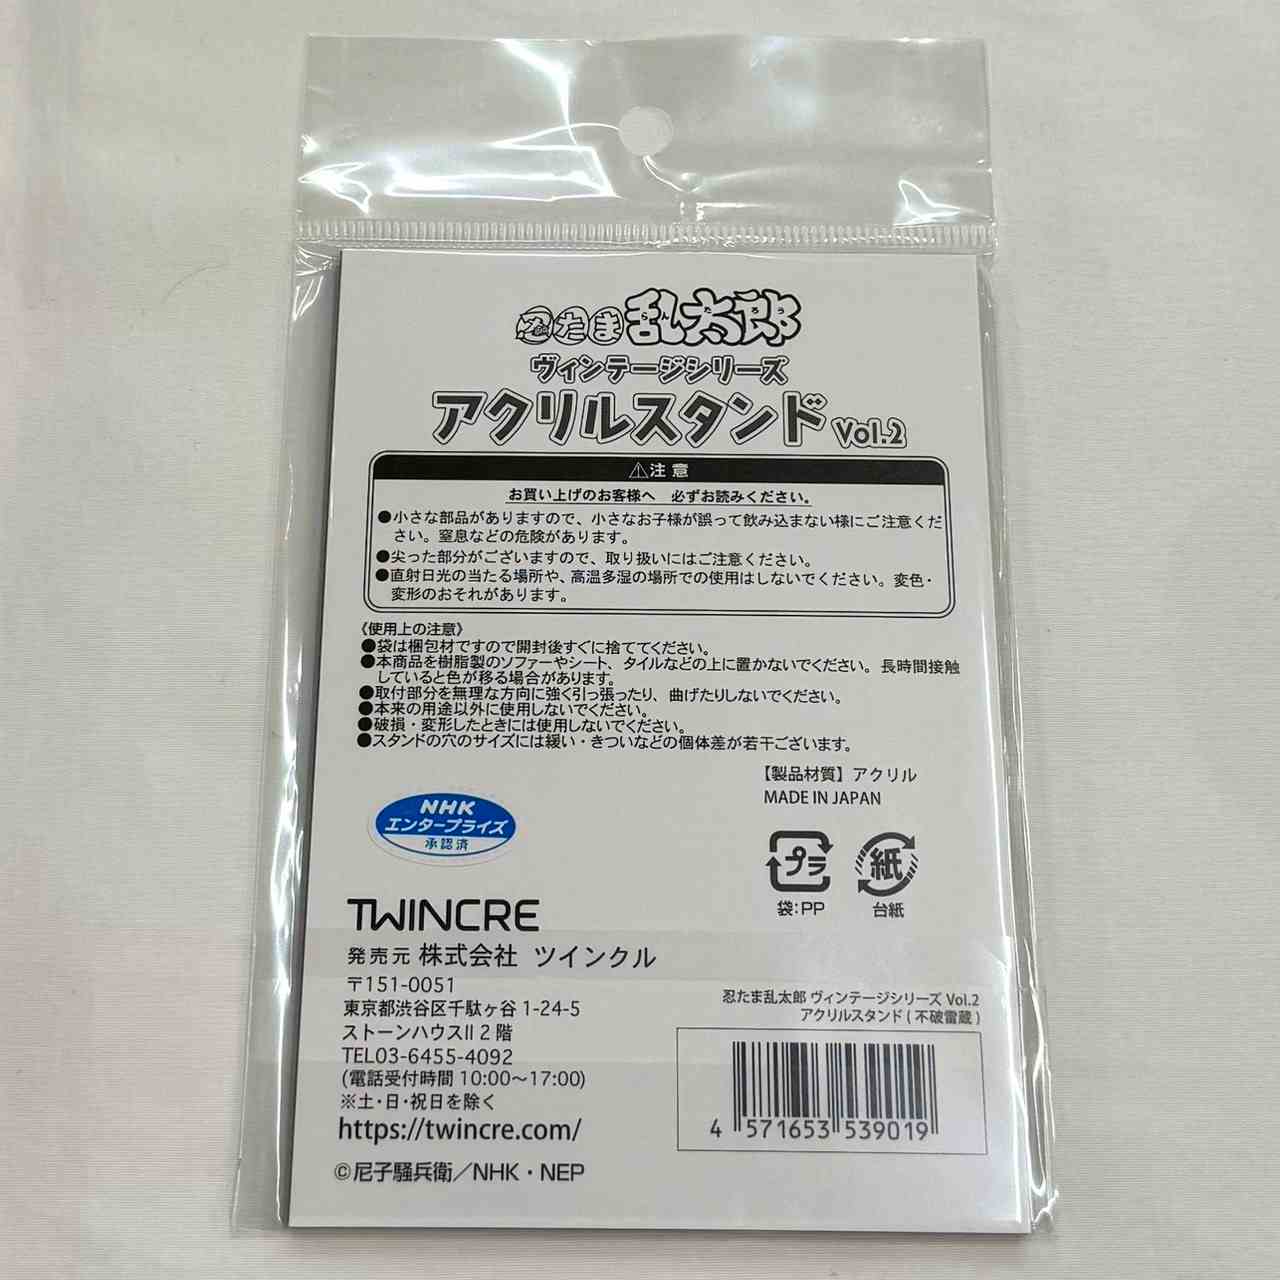 忍たま乱太郎
らんたろう
ヴィンテージシリーズ
アクリルスタンド Vol.2
⚠注意
お買い上げのお客様へ 必ずお読みください。
●小さな部品がありますので、小さなお子様が誤って飲み込まない様にご注意くだ
さい。窒息などの危険があります。
●尖った部分がございますので、取り扱いにはご注意ください。
●直射日光の当たる場所や、高温多湿の場所での使用はしないでください。変色・
変形のおそれがあります。
《使用上の注意》
●袋は梱包材ですので開封後すぐに捨ててください。
●本商品を樹脂製のソファーやシート、タイルなどの上に置かないでください。長時間接触
していると色が移る場合があります。
●取付部分を無理な方向に強く引っ張ったり、曲げたりしないでください。
●本来の用途以外に使用しないでください。
●破損・変形したときには使用しないでください。
●スタンドの穴のサイズには緩い・きついなどの個体差が若干ございます。
【製品材質】アクリル
MADE IN JAPAN
NHK
エンタープライズ
承認済
プラ
袋:PP
紙
台紙
TWINCRE
発売元 株式会社 ツインクル
〒151-0051
東京都渋谷区千駄ヶ谷 1-24-5
ストーンハウスII 2 階
TEL03-6455-4092
(電話受付時間 10:00～17:00)
※土・日・祝日を除く
https://twincre.com/
©尼子騒兵衛／NHK・NEP
忍たま乱太郎 ヴィンテージシリーズ Vol.2
アクリルスタンド ( 不破雷蔵 )
4 571653 539019